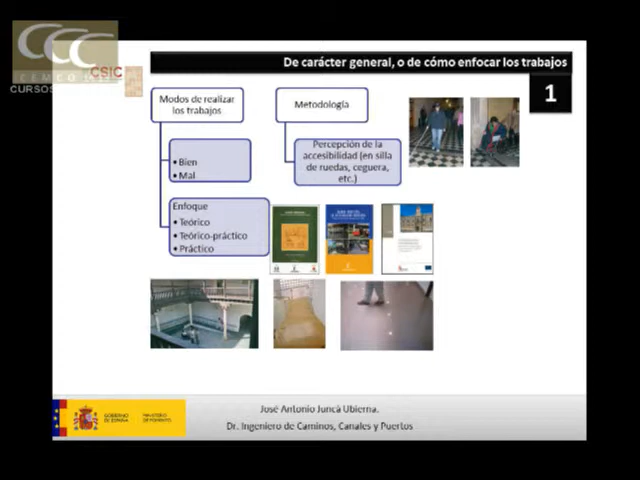 CCC
CEMCO
CSIC
CURSOS
De carácter general, o de cómo enfocar los trabajos
1
Modos de realizar
los trabajos
Metodología
• Bien
• Mal
Percepción de la
accesibilidad (en silla
de ruedas, ceguera,
etc.)
Enfoque
• Teórico
• Teórico-práctico
• Práctico
GOBIERNO
DE ESPAÑA
MINISTERIO
DE FOMENTO
José Antonio Juncà Ubierna.
Dr. Ingeniero de Caminos, Canales y Puertos